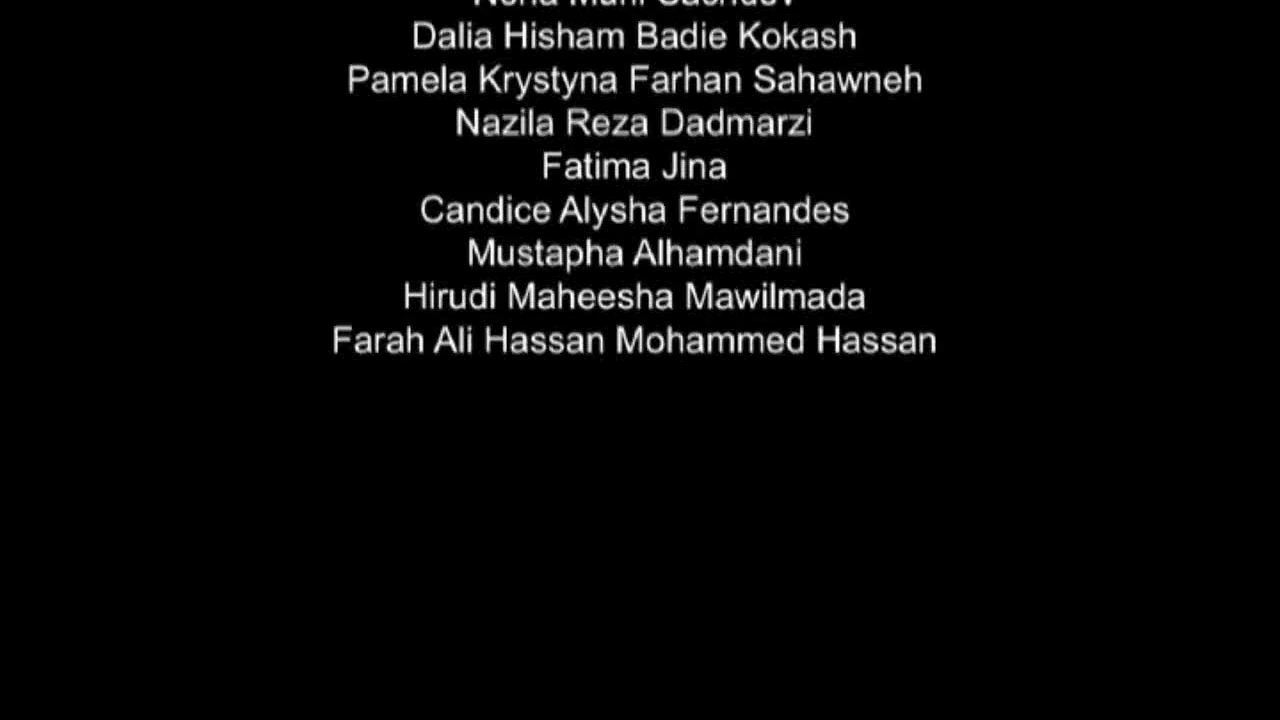 Dalia Hisham Badie Kokash
Pamela Krystyna Farhan Sahawneh
Nazila Reza Dadmarzi
Fatima Jina
Candice Alysha Fernandes
Mustapha Alhamdani
Hirudi Maheesha Mawilmada
Farah Ali Hassan Mohammed Hassan